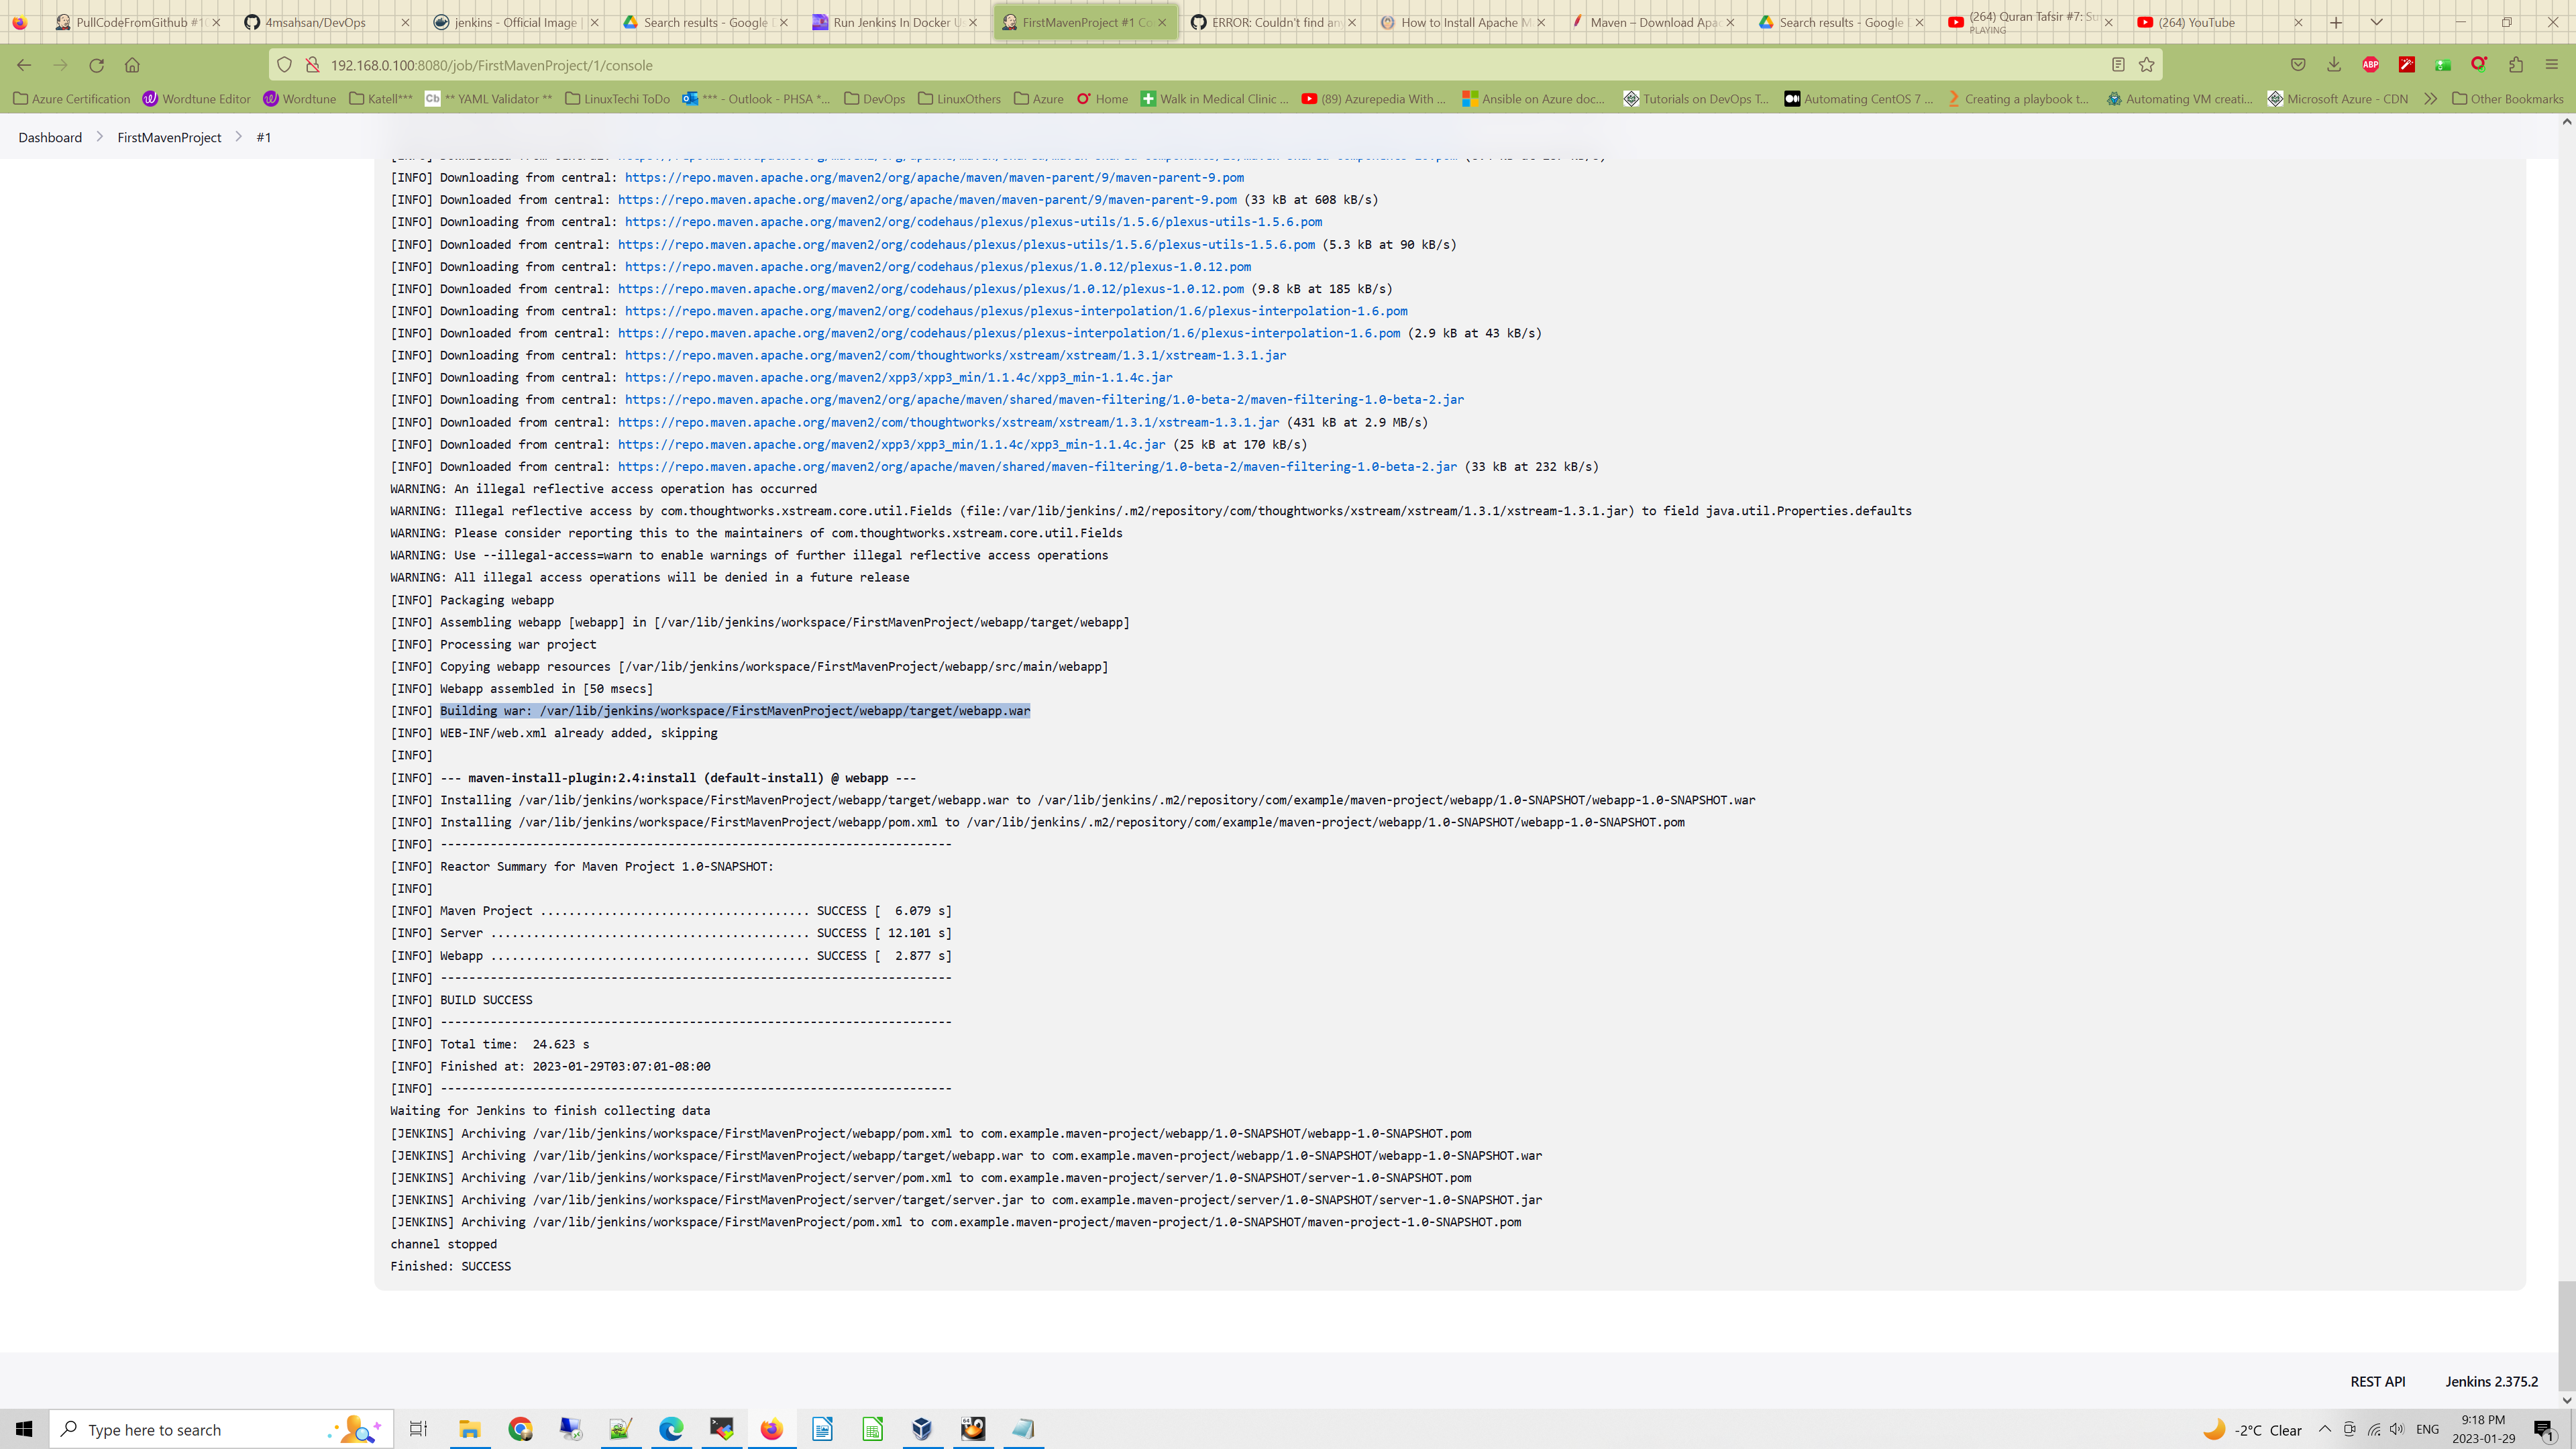 PullCodeFromGithub #1
4msahsan/DevOps
jenkins - Official Image |
Search results - Google D
Run Jenkins In Docker Us
FirstMavenProject #1 Co
ERROR: Couldn't find any
How to Install Apache M
Maven – Download Apac
Search results - Google
(264) Quran Tafsir #7: Su
PLAYING
(264) YouTube
192.168.0.100:8080/job/FirstMavenProject/1/console
ABP
Azure Certification
Wordtune Editor
Wordtune
Katell***
Cb
** YAML Validator **
LinuxTechi ToDo
*** - Outlook - PHSA *...
DevOps
LinuxOthers
Azure
Home
Walk in Medical Clinic ...
(89) Azurepedia With ...
Ansible on Azure doc...
Tutorials on DevOps T...
Automating CentOS 7 ...
Creating a playbook t...
Automating VM creati...
Microsoft Azure - CDN
Other Bookmarks
Dashboard
FirstMavenProject
#1
[INFO] Downloading from central: https://repo.maven.apache.org/maven2/org/apache/maven/maven-parent/9/maven-parent-9.pom
[INFO] Downloaded from central: https://repo.maven.apache.org/maven2/org/apache/maven/maven-parent/9/maven-parent-9.pom (33 kB at 608 kB/s)
[INFO] Downloading from central: https://repo.maven.apache.org/maven2/org/codehaus/plexus/plexus-utils/1.5.6/plexus-utils-1.5.6.pom
[INFO] Downloaded from central: https://repo.maven.apache.org/maven2/org/codehaus/plexus/plexus-utils/1.5.6/plexus-utils-1.5.6.pom (5.3 kB at 90 kB/s)
[INFO] Downloading from central: https://repo.maven.apache.org/maven2/org/codehaus/plexus/plexus/1.0.12/plexus-1.0.12.pom
[INFO] Downloaded from central: https://repo.maven.apache.org/maven2/org/codehaus/plexus/plexus/1.0.12/plexus-1.0.12.pom (9.8 kB at 185 kB/s)
[INFO] Downloading from central: https://repo.maven.apache.org/maven2/org/codehaus/plexus/plexus-interpolation/1.6/plexus-interpolation-1.6.pom
[INFO] Downloaded from central: https://repo.maven.apache.org/maven2/org/codehaus/plexus/plexus-interpolation/1.6/plexus-interpolation-1.6.pom (2.9 kB at 43 kB/s)
[INFO] Downloading from central: https://repo.maven.apache.org/maven2/com/thoughtworks/xstream/xstream/1.3.1/xstream-1.3.1.jar
[INFO] Downloading from central: https://repo.maven.apache.org/maven2/xpp3/xpp3_min/1.1.4c/xpp3_min-1.1.4c.jar
[INFO] Downloading from central: https://repo.maven.apache.org/maven2/org/apache/maven/shared/maven-filtering/1.0-beta-2/maven-filtering-1.0-beta-2.jar
[INFO] Downloaded from central: https://repo.maven.apache.org/maven2/com/thoughtworks/xstream/xstream/1.3.1/xstream-1.3.1.jar (431 kB at 2.9 MB/s)
[INFO] Downloaded from central: https://repo.maven.apache.org/maven2/xpp3/xpp3_min/1.1.4c/xpp3_min-1.1.4c.jar (25 kB at 170 kB/s)
[INFO] Downloaded from central: https://repo.maven.apache.org/maven2/org/apache/maven/shared/maven-filtering/1.0-beta-2/maven-filtering-1.0-beta-2.jar (33 kB at 232 kB/s)
WARNING: An illegal reflective access operation has occurred
WARNING: Illegal reflective access by com.thoughtworks.xstream.core.util.Fields (file:/var/lib/jenkins/.m2/repository/com/thoughtworks/xstream/xstream/1.3.1/xstream-1.3.1.jar) to field java.util.Properties.defaults
WARNING: Please consider reporting this to the maintainers of com.thoughtworks.xstream.core.util.Fields
WARNING: Use --illegal-access=warn to enable warnings of further illegal reflective access operations
WARNING: All illegal access operations will be denied in a future release
[INFO] Packaging webapp
[INFO] Assembling webapp [webapp] in [/var/lib/jenkins/workspace/FirstMavenProject/webapp/target/webapp]
[INFO] Processing war project
[INFO] Copying webapp resources [/var/lib/jenkins/workspace/FirstMavenProject/webapp/src/main/webapp]
[INFO] Webapp assembled in [50 msecs]
[INFO] Building war: /var/lib/jenkins/workspace/FirstMavenProject/webapp/target/webapp.war
[INFO] WEB-INF/web.xml already added, skipping
[INFO]
[INFO] --- maven-install-plugin:2.4:install (default-install) @ webapp ---
[INFO] Installing /var/lib/jenkins/workspace/FirstMavenProject/webapp/target/webapp.war to /var/lib/jenkins/.m2/repository/com/example/maven-project/webapp/1.0-SNAPSHOT/webapp-1.0-SNAPSHOT.war
[INFO] Installing /var/lib/jenkins/workspace/FirstMavenProject/webapp/pom.xml to /var/lib/jenkins/.m2/repository/com/example/maven-project/webapp/1.0-SNAPSHOT/webapp-1.0-SNAPSHOT.pom
[INFO] ------------------------------------------------------------------------
[INFO] Reactor Summary for Maven Project 1.0-SNAPSHOT:
[INFO]
[INFO] Maven Project ...................................... SUCCESS [  6.079 s]
[INFO] Server ............................................. SUCCESS [ 12.101 s]
[INFO] Webapp ............................................. SUCCESS [  2.877 s]
[INFO] ------------------------------------------------------------------------
[INFO] BUILD SUCCESS
[INFO] ------------------------------------------------------------------------
[INFO] Total time:  24.623 s
[INFO] Finished at: 2023-01-29T03:07:01-08:00
[INFO] ------------------------------------------------------------------------
Waiting for Jenkins to finish collecting data
[JENKINS] Archiving /var/lib/jenkins/workspace/FirstMavenProject/webapp/pom.xml to com.example.maven-project/webapp/1.0-SNAPSHOT/webapp-1.0-SNAPSHOT.pom
[JENKINS] Archiving /var/lib/jenkins/workspace/FirstMavenProject/webapp/target/webapp.war to com.example.maven-project/webapp/1.0-SNAPSHOT/webapp-1.0-SNAPSHOT.war
[JENKINS] Archiving /var/lib/jenkins/workspace/FirstMavenProject/server/pom.xml to com.example.maven-project/server/1.0-SNAPSHOT/server-1.0-SNAPSHOT.pom
[JENKINS] Archiving /var/lib/jenkins/workspace/FirstMavenProject/server/target/server.jar to com.example.maven-project/server/1.0-SNAPSHOT/server-1.0-SNAPSHOT.jar
[JENKINS] Archiving /var/lib/jenkins/workspace/FirstMavenProject/pom.xml to com.example.maven-project/maven-project/1.0-SNAPSHOT/maven-project-1.0-SNAPSHOT.pom
channel stopped
Finished: SUCCESS
REST API
Jenkins 2.375.2
Type here to search
-2°C Clear
ENG
9:18 PM
2023-01-29
1